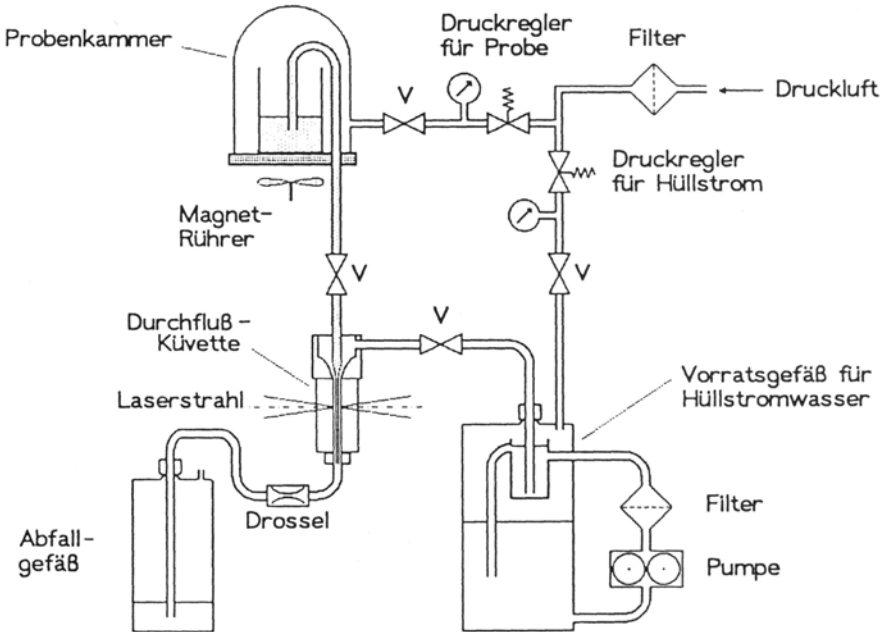 Probenkammer
Druckregler
für Probe
Filter
Druckluft
V
Druckregler
für Hüllstrom
Magnet-
Rührer
V
V
V
Durchfluß-
Küvette
Laserstrahl
Vorratsgefäß für
Hüllstromwasser
Drossel
Filter
Abfall-
gefäß
Pumpe